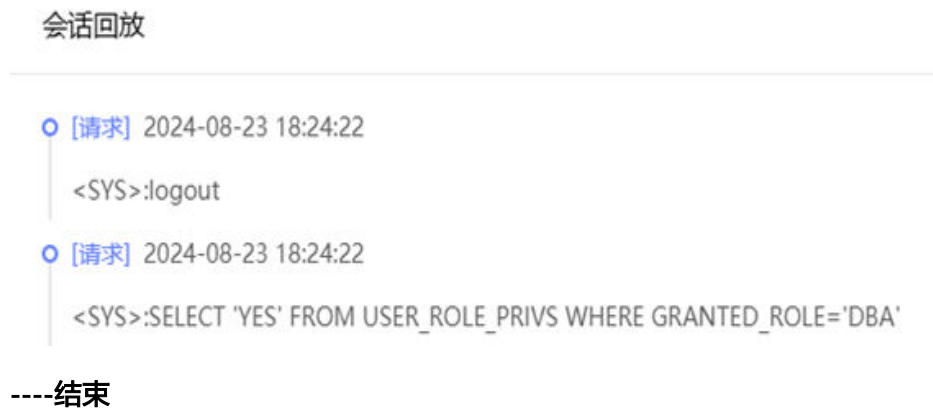 会话回放
[请求] 2024-08-23 18:24:22
<SYS>:logout
[请求] 2024-08-23 18:24:22
<SYS>:SELECT 'YES' FROM USER_ROLE_PRIVS WHERE GRANTED_ROLE='DBA'
----结束